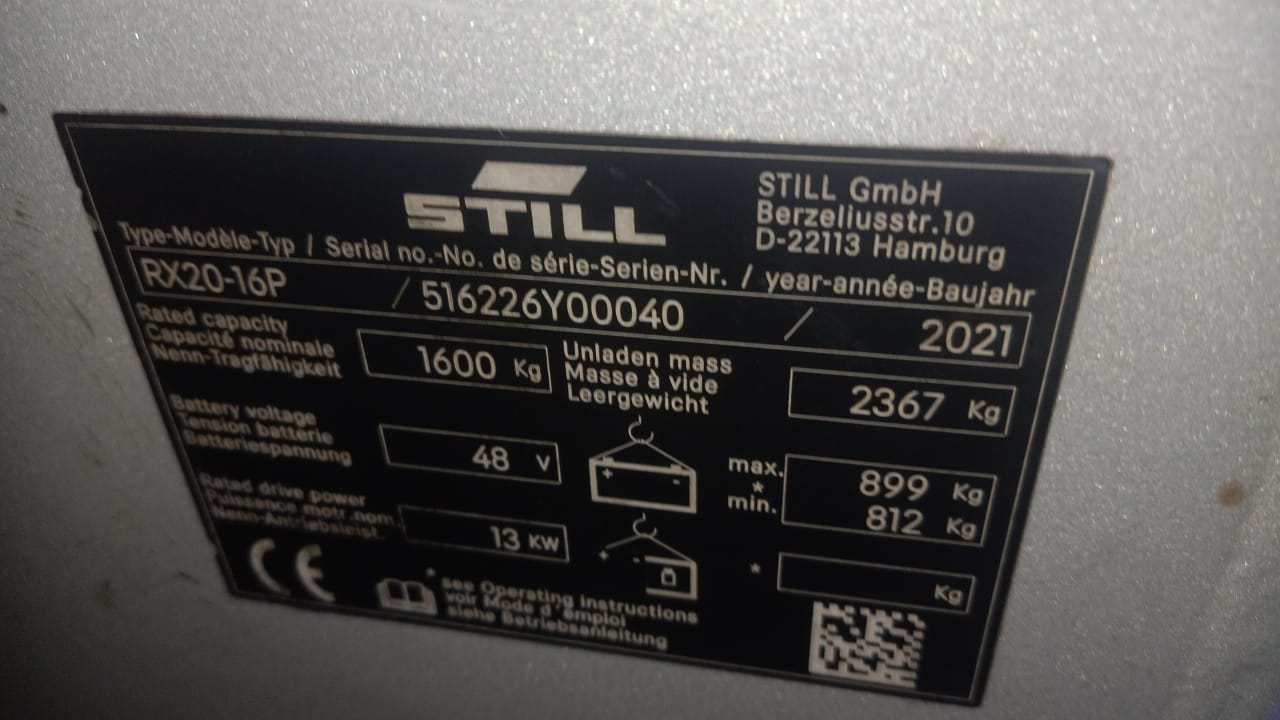 STILL
STILL GmbH
Berzeliusstr.10
D-22113 Hamburg
Type-Modèle-Typ / Serial no.-No. de série-Serien-Nr. / year-année-Baujahr
RX20-16P / 516226Y00040 / 2021
Rated capacity
Capacité nominale
Nenn-Tragfähigkeit
1600 Kg
Unladen mass
Masse à vide
Leergewicht
2367 Kg
Battery voltage
Tension batterie
Batteriespannung
48 V
+ -
max. 899 Kg
*
min. 812 Kg
Rated drive power
Puissance motr.nom.
Nenn-Antriebsleist.
13 KW
+ -
* Kg
CE
* see Operating instructions
voir Mode d'emploi
siehe Betriebsanleitung